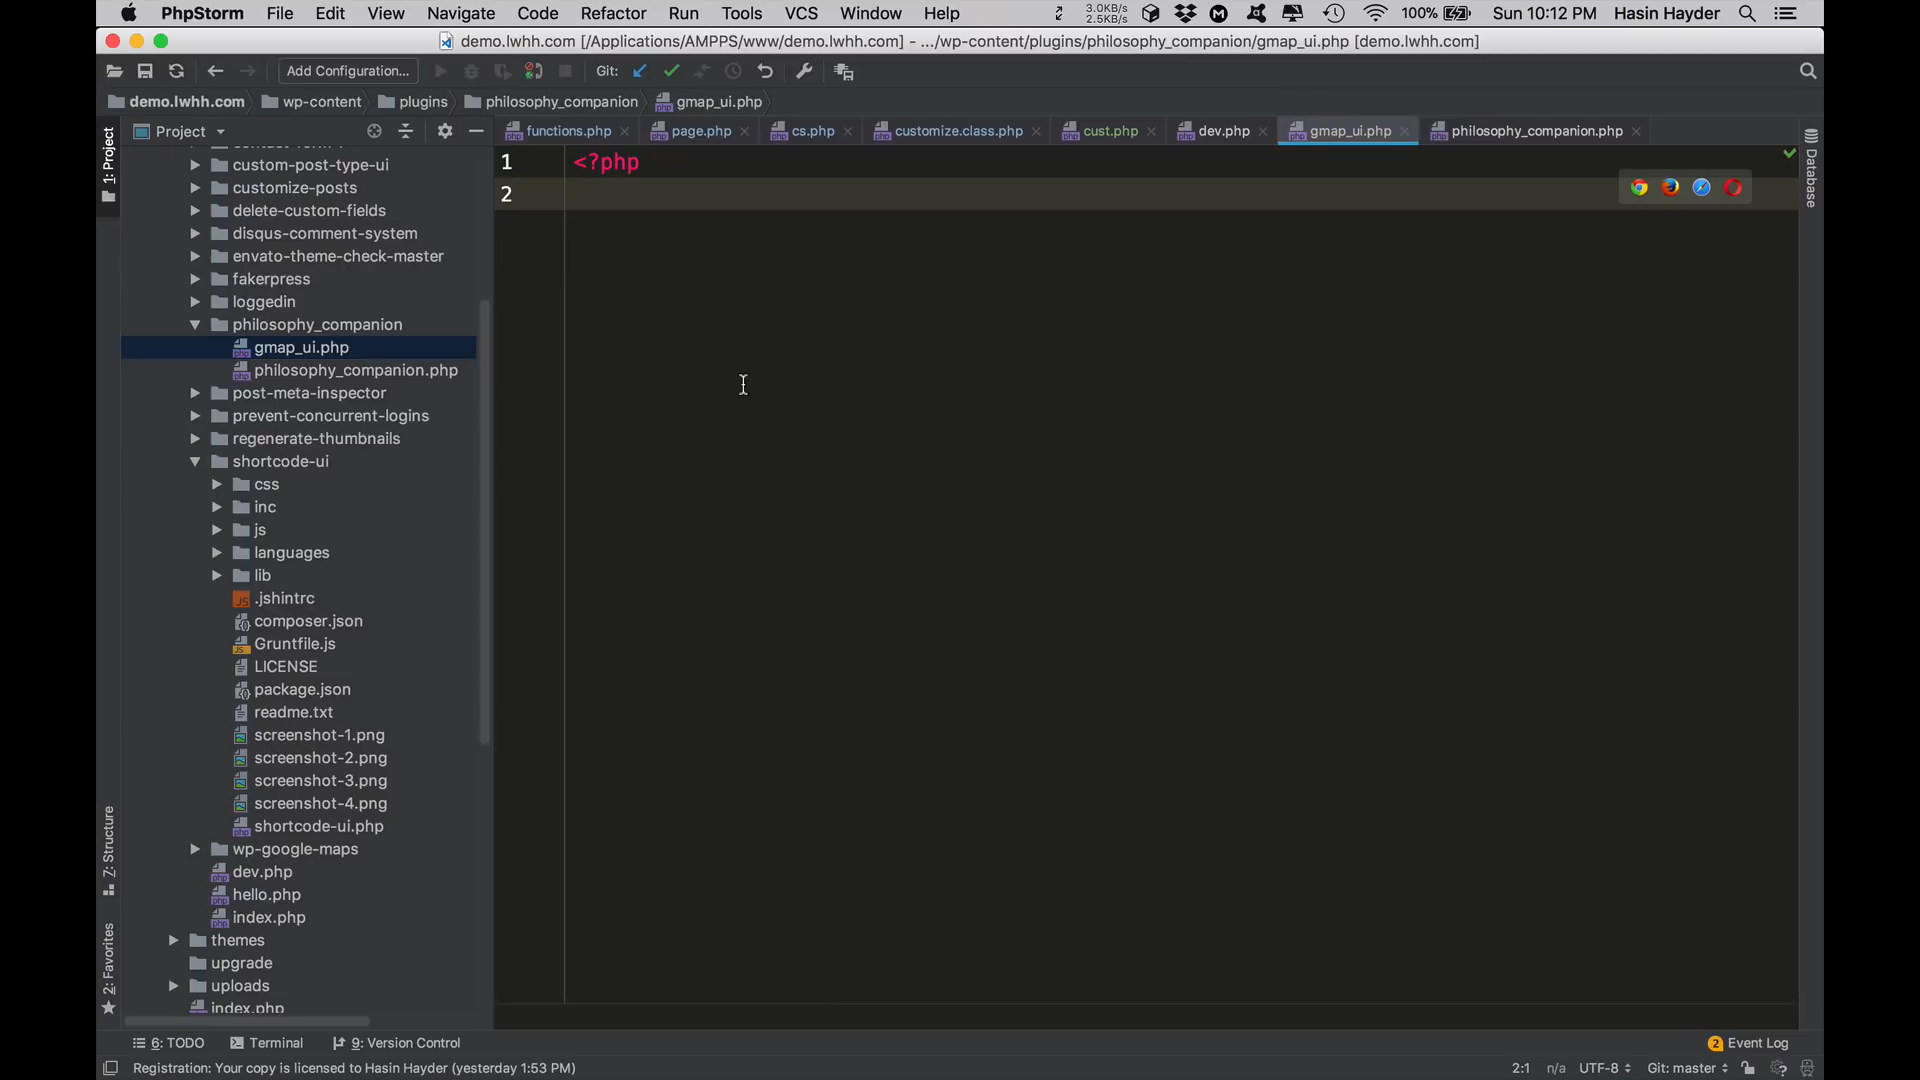 PhpStorm File Edit View Navigate Code Refactor Run Tools VCS Window Help 3.0KB/s 2.5KB/s 100% Sun 10:12 PM Hasin Hayder
demo.lwhh.com [/Applications/AMPPS/www/demo.lwhh.com] - .../wp-content/plugins/philosophy_companion/gmap_ui.php [demo.lwhh.com]
Add Configuration... Git:
demo.lwhh.com wp-content plugins philosophy_companion gmap_ui.php
1: Project
Project
functions.php page.php cs.php customize.class.php cust.php dev.php gmap_ui.php philosophy_companion.php
Database
custom-post-type-ui
customize-posts
delete-custom-fields
disqus-comment-system
envato-theme-check-master
fakerpress
loggedin
philosophy_companion
gmap_ui.php
philosophy_companion.php
post-meta-inspector
prevent-concurrent-logins
regenerate-thumbnails
shortcode-ui
css
inc
js
languages
lib
.jshintrc
composer.json
Gruntfile.js
LICENSE
package.json
readme.txt
screenshot-1.png
screenshot-2.png
screenshot-3.png
screenshot-4.png
shortcode-ui.php
wp-google-maps
dev.php
hello.php
index.php
themes
upgrade
uploads
index.php
1 <?php
2
7: Structure
2: Favorites
6: TODO Terminal 9: Version Control 2 Event Log
Registration: Your copy is licensed to Hasin Hayder (yesterday 1:53 PM) 2:1 n/a UTF-8 Git: master